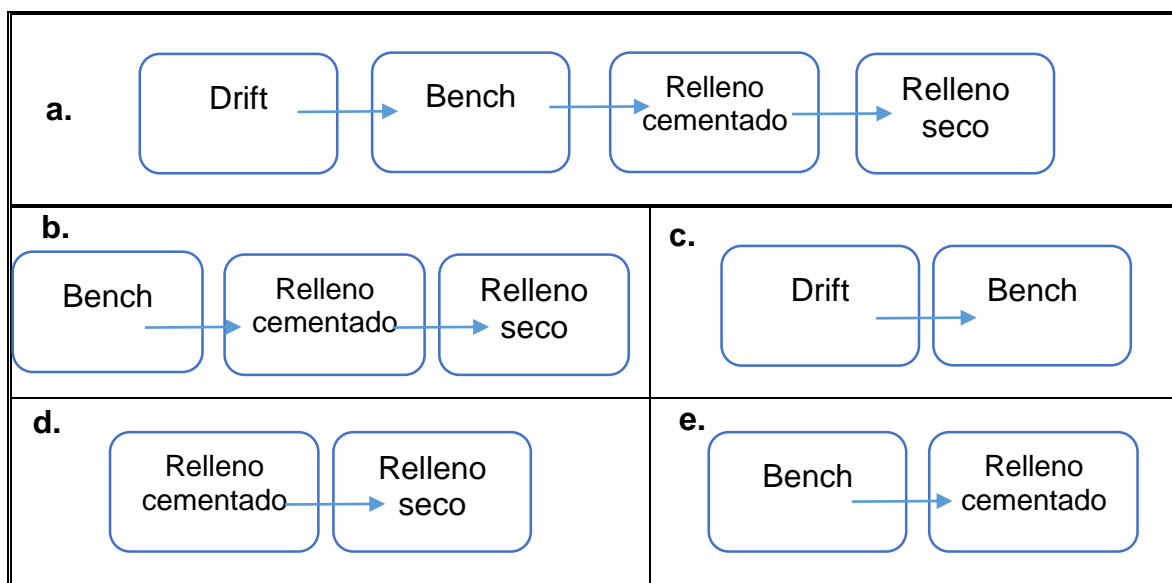 a.
Drift
Bench
Relleno
cementado
Relleno
seco
b.
Bench
Relleno
cementado
Relleno
seco
c.
Drift
Bench
d.
Relleno
cementado
Relleno
seco
e.
Bench
Relleno
cementado